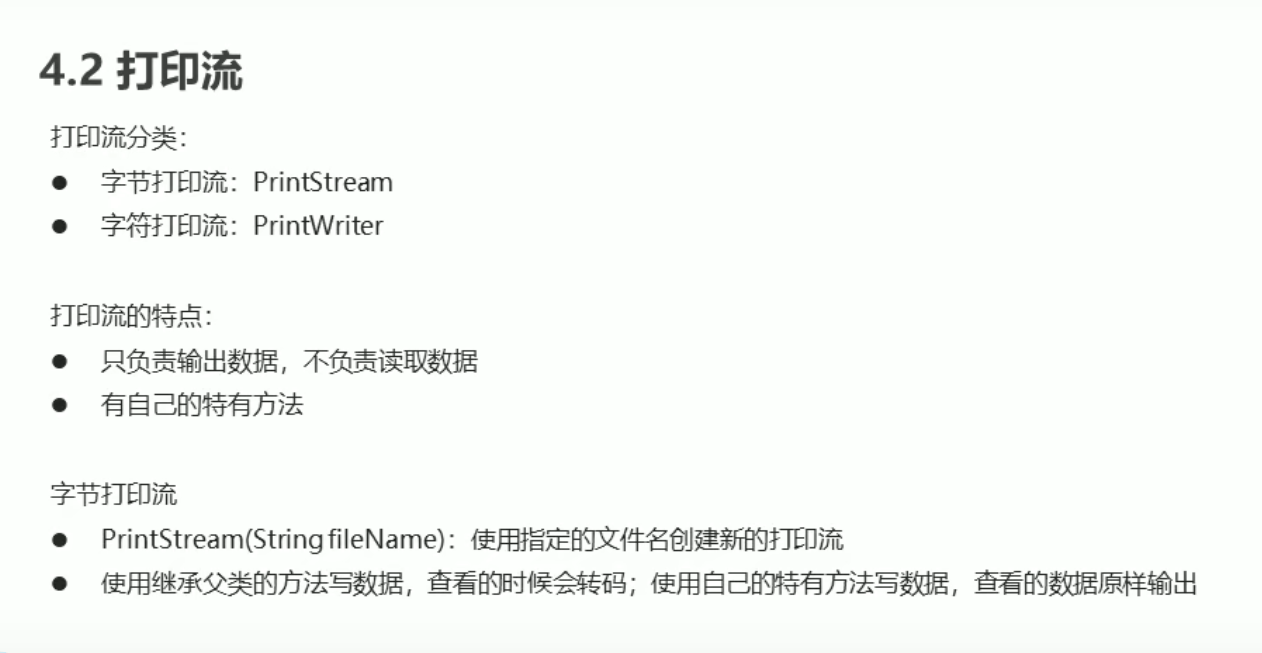 4.2 打印流
打印流分类：
● 字节打印流：PrintStream
● 字符打印流：PrintWriter
打印流的特点：
● 只负责输出数据，不负责读取数据
● 有自己的特有方法
字节打印流
● PrintStream(String fileName)：使用指定的文件名创建新的打印流
● 使用继承父类的方法写数据，查看的时候会转码；使用自己的特有方法写数据，查看的数据原样输出